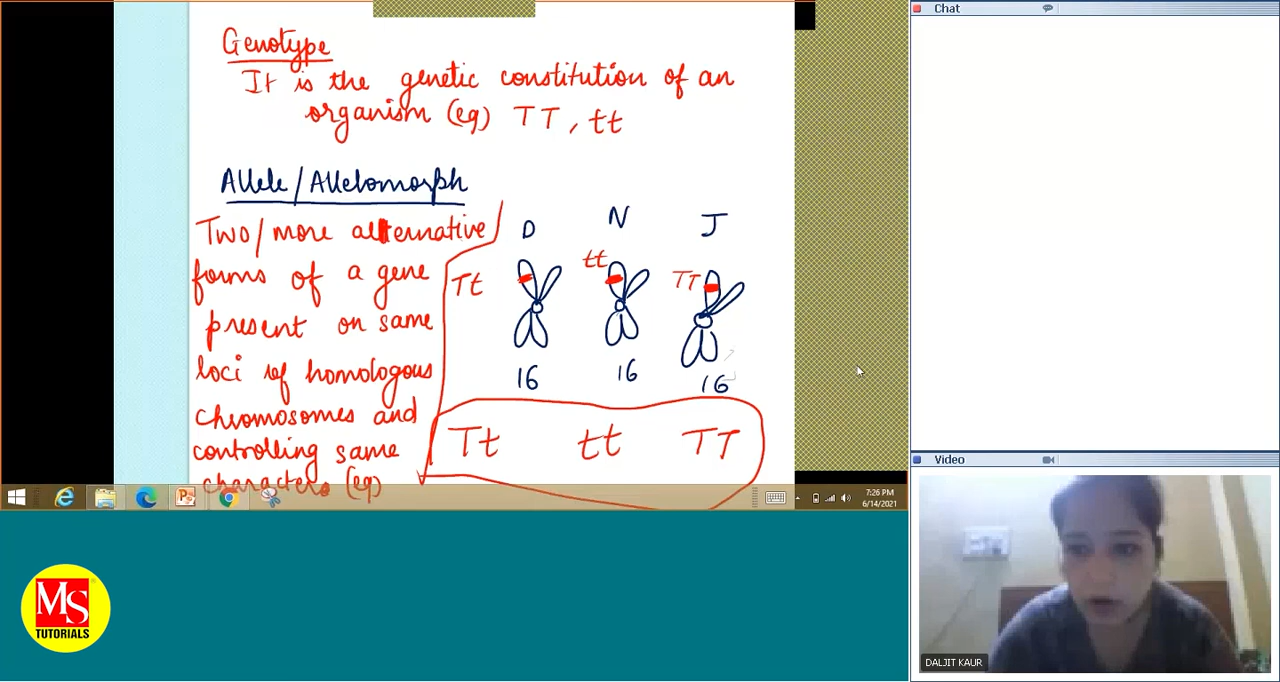 Genotype
It is the genetic constitution of an
organism (eg) TT, tt
Allele/Allelomorph
Two/more alternative
forms of a gene
present on same
loci of homologous
chromosomes and
controlling same
characters (eg)
D N J
Tt tt TT
16 16 16
Tt tt TT
7:26 PM
6/14/2021
MS
TUTORIALS
Chat
Video
DALJIT KAUR